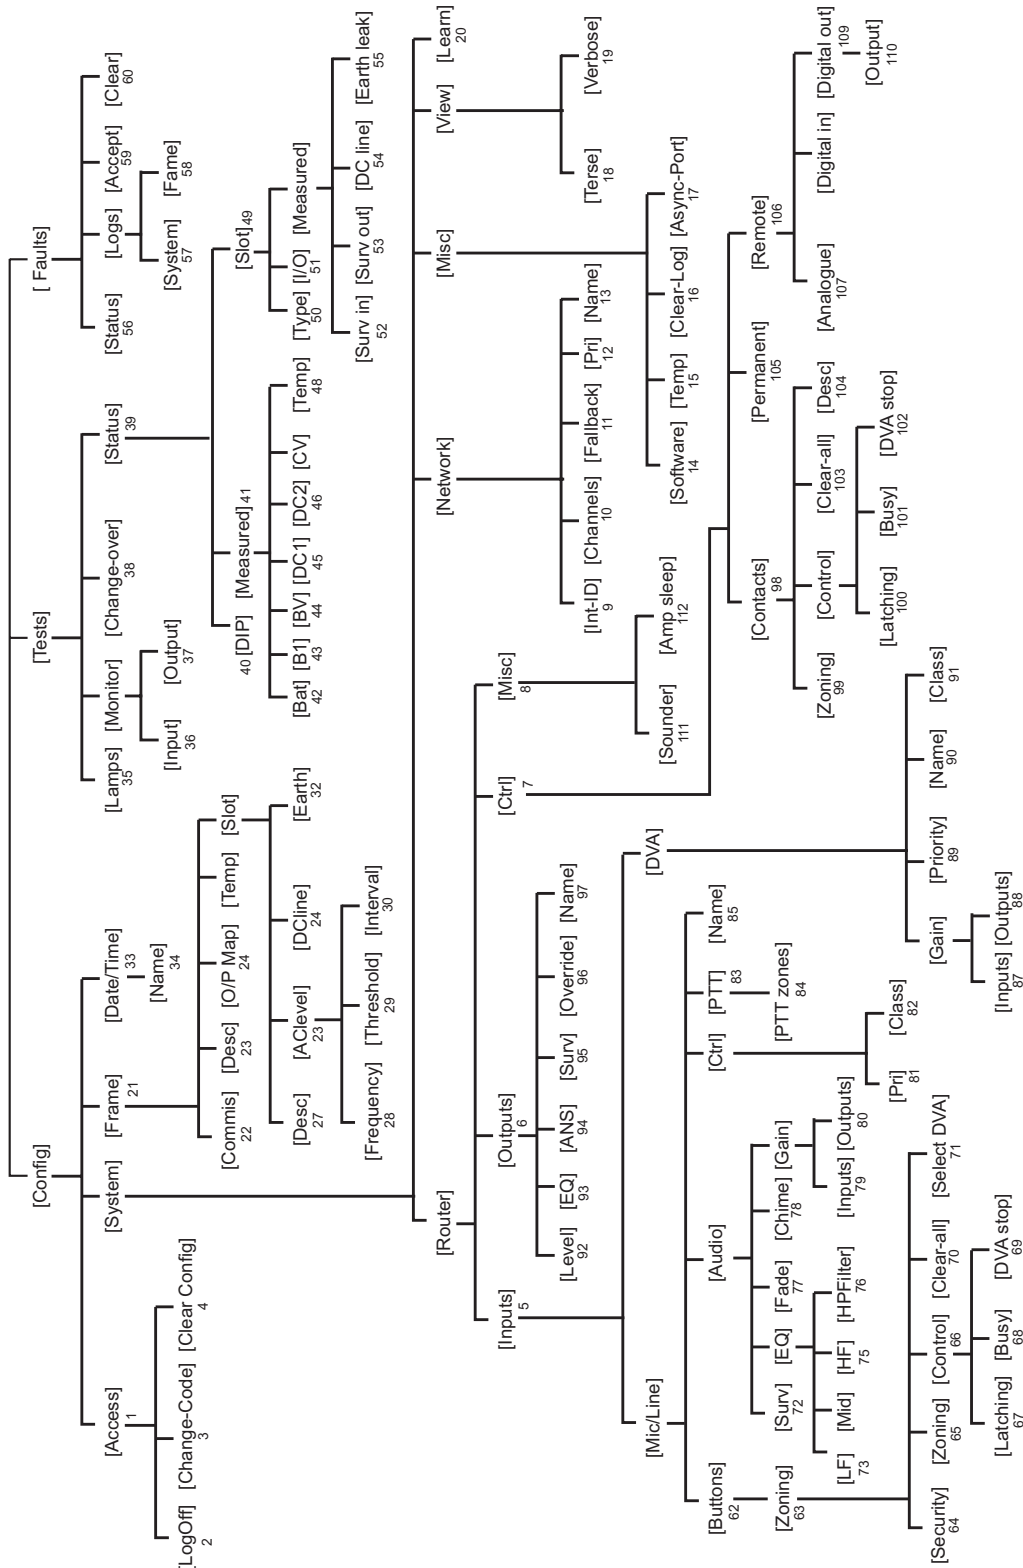 [Config]
[Tests]
[ Faults]
[Access]
1
[System]
[Frame]
21
[Date/Time]
33
[Lamps]
35
[Monitor]
[Change-over]
38
[Status]
39
[Status]
56
[Logs]
[Accept]
59
[Clear]
60
[LogOff]
2
[Change-Code]
3
[Clear Config]
4
[Name]
34
[Input]
36
[Output]
37
[System]
57
[Fame]
58
[Commis]
22
[Desc]
23
[O/P Map]
24
[Temp]
[Slot]
40 [DIP]
[Measured] 41
[Slot] 49
[Desc]
27
[AClevel]
23
[DCline]
24
[Earth]
32
[Bat]
42
[B1]
43
[BV]
44
[DC1]
45
[DC2]
46
[CV]
[Temp]
48
[Type]
50
[I/O]
51
[Measured]
[Frequency]
28
[Threshold]
29
[Interval]
30
[Surv in]
52
[Surv out]
53
[DC line]
54
[Earth leak]
55
[Router]
[Network]
[Misc]
[View]
[Learn]
20
[Inputs]
5
[Outputs]
6
[Ctrl]
7
[Misc]
8
[Int-ID]
9
[Channels]
10
[Fallback]
11
[Pri]
12
[Name]
13
[Terse]
18
[Verbose]
19
[Level]
92
[EQ]
93
[ANS]
94
[Surv]
95
[Override]
96
[Name]
97
[Sounder]
111
[Amp sleep]
112
[Software]
14
[Temp]
15
[Clear-Log]
16
[Async-Port]
17
[Mic/Line]
[DVA]
[Contacts]
98
[Permanent]
105
[Remote]
106
[Buttons]
62
[Audio]
[Ctrl]
[PTT]
83
[Name]
85
[Zoning]
99
[Control]
[Clear-all]
103
[Desc]
104
[Analogue]
107
[Digital in]
[Digital out]
109
[Zoning]
63
[Surv]
72
[EQ]
[Fade]
77
[Chime]
78
[Gain]
[PTT zones]
84
[Latching]
100
[Busy]
101
[DVA stop]
102
[Output]
110
[LF]
73
[Mid]
[HF]
75
[HPFilter]
76
[Inputs]
79
[Outputs]
80
[Pri]
81
[Class]
82
[Gain]
[Priority]
89
[Name]
90
[Class]
91
[Security]
64
[Zoning]
65
[Control]
66
[Clear-all]
70
[Select DVA]
71
[Inputs]
87
[Outputs]
88
[Latching]
67
[Busy]
68
[DVA stop]
69